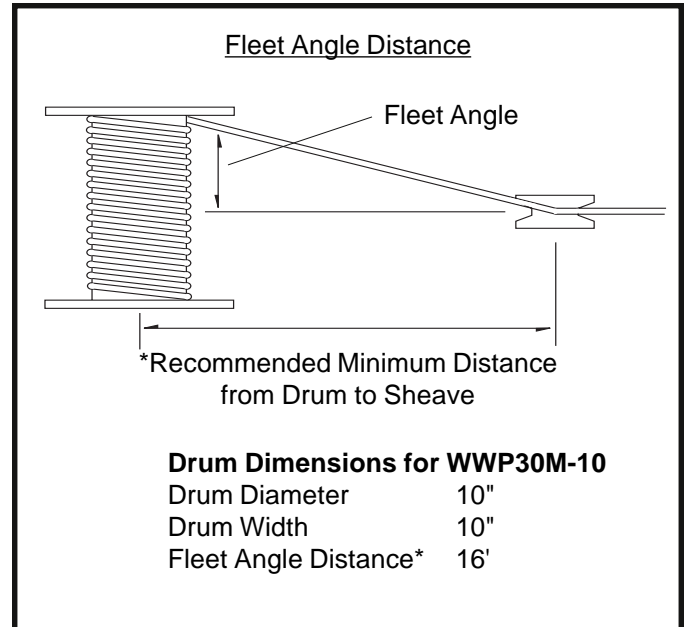 Fleet Angle Distance
Fleet Angle
*Recommended Minimum Distance
from Drum to Sheave
Drum Dimensions for WWP30M-10
Drum Diameter 10"
Drum Width 10"
Fleet Angle Distance* 16'